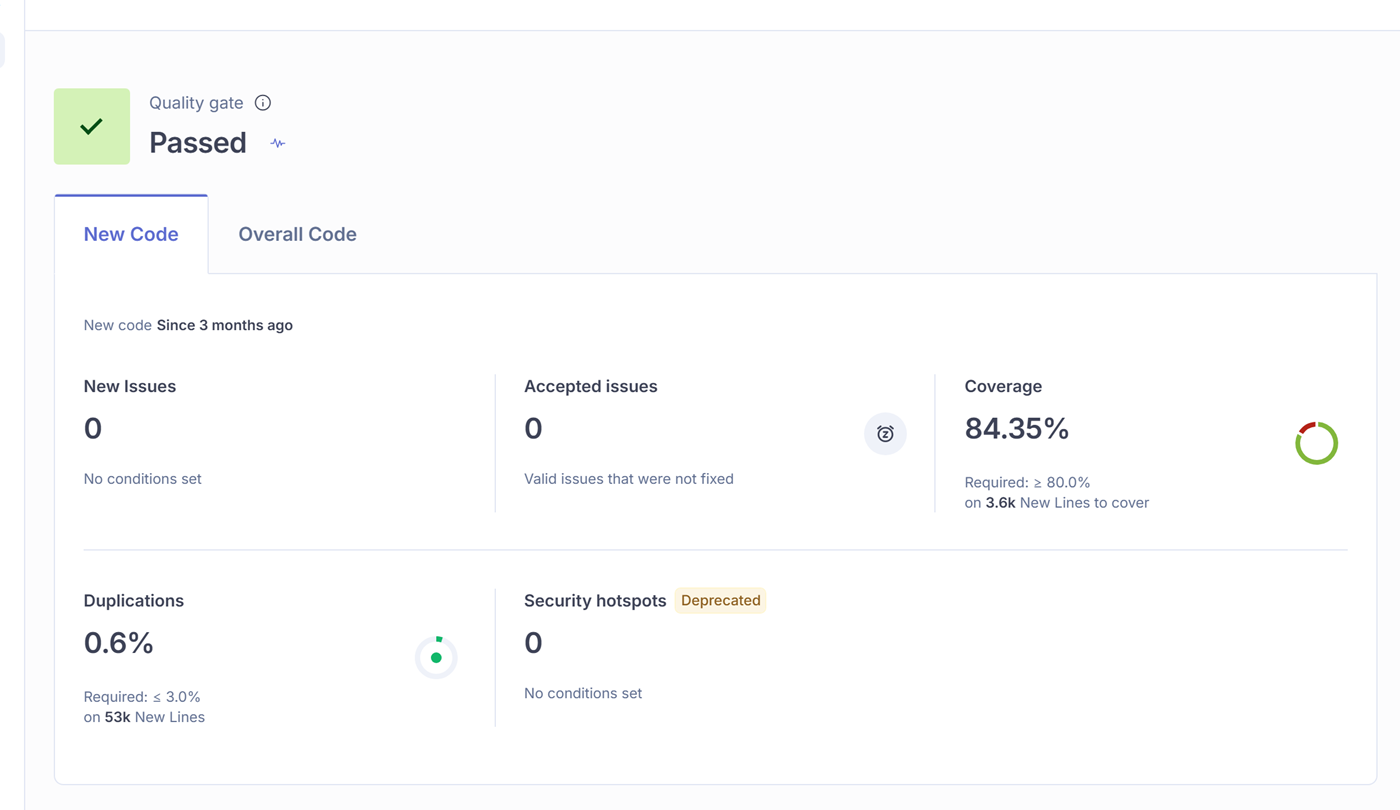 Quality gate
Passed
New Code
Overall Code
New code Since 3 months ago
New Issues
0
No conditions set
Accepted issues
0
Valid issues that were not fixed
Coverage
84.35%
Required: ≥ 80.0%
on 3.6k New Lines to cover
Duplications
0.6%
Required: ≤ 3.0%
on 53k New Lines
Security hotspots Deprecated
0
No conditions set